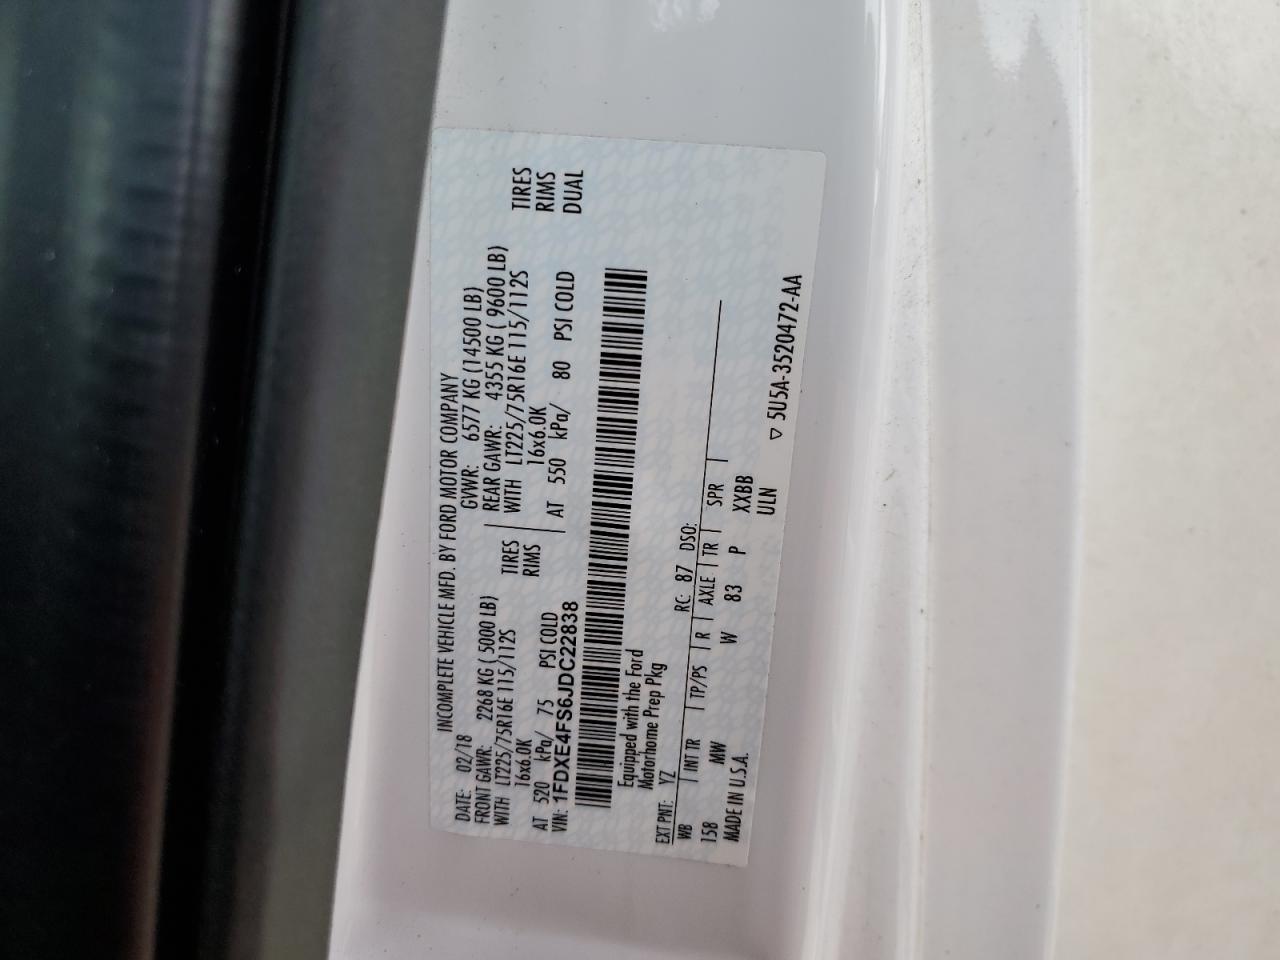 INCOMPLETE VEHICLE MFD. BY FORD MOTOR COMPANY
DATE: 02/18 GVWR: 6577 KG (14500 LB)
FRONT GAWR: 2268 KG ( 5000 LB) REAR GAWR: 4355 KG ( 9600 LB)
WITH LT225/75R16E 115/112S TIRES WITH LT225/75R16E 115/112S TIRES
16x6.0K RIMS 16x6.0K RIMS
AT 520 kPa/ 75 PSI COLD AT 550 kPa/ 80 PSI COLD DUAL
VIN: 1FDXE4FS6JDC22838
Equipped with the Ford
Motorhome Prep Pkg
EXT PNT: YZ RC: 87 DSO:
WB INT TR TP/PS R AXLE TR SPR
158 MW W 83 P XXBB
MADE IN U.S.A. ULN
▽ 5U5A-3520472-AA